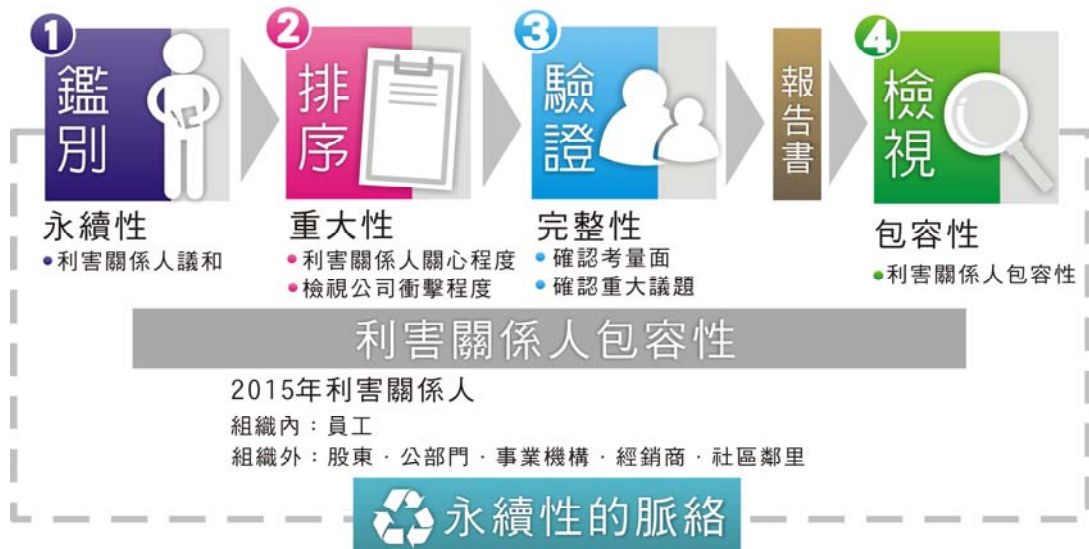 1
鑑別
永續性
•利害關係人議和
2
排序
重大性
•利害關係人關心程度
•檢視公司衝擊程度
3
驗證
完整性
•確認考量面
•確認重大議題
報告書
4
檢視
包容性
•利害關係人包容性
利害關係人包容性
2015年利害關係人
組織內：員工
組織外：股東．公部門．事業機構．經銷商．社區鄰里
永續性的脈絡